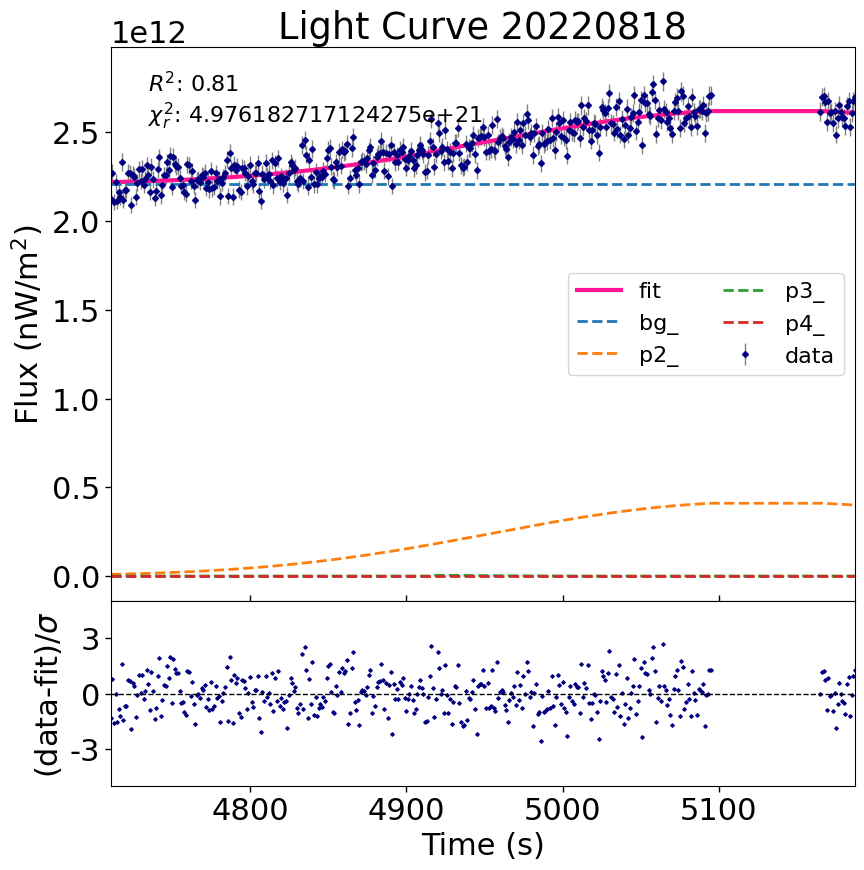 Light Curve 20220818
1e12
R²: 0.81
χ²ᵣ: 4.976182717124275e+21
2.5
2.0
1.5
1.0
0.5
0.0
Flux (nW/m²)
fit
bg_
p2_
p3_
p4_
data
3
0
-3
(data-fit)/σ
4800 4900 5000 5100
Time (s)